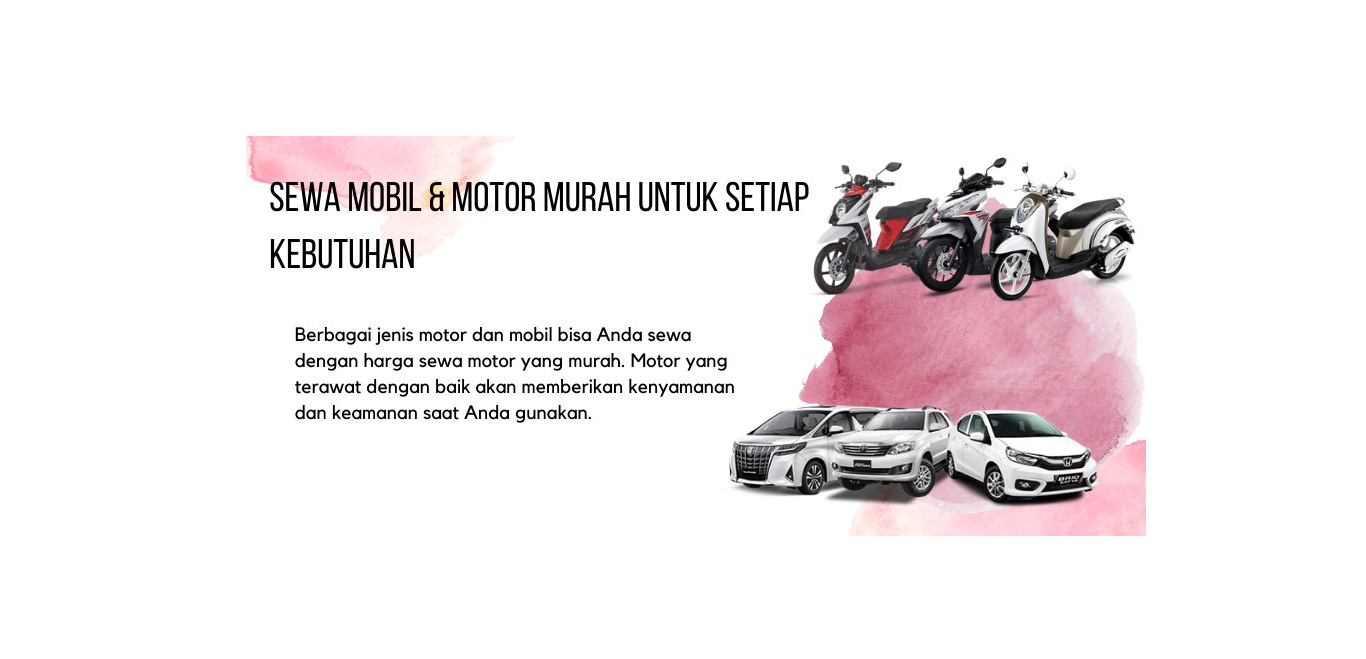 SEWA MOBIL & MOTOR MURAH UNTUK SETIAP
KEBUTUHAN
Berbagai jenis motor dan mobil bisa Anda sewa
dengan harga sewa motor yang murah. Motor yang
terawat dengan baik akan memberikan kenyamanan
dan keamanan saat Anda gunakan.
BRIO